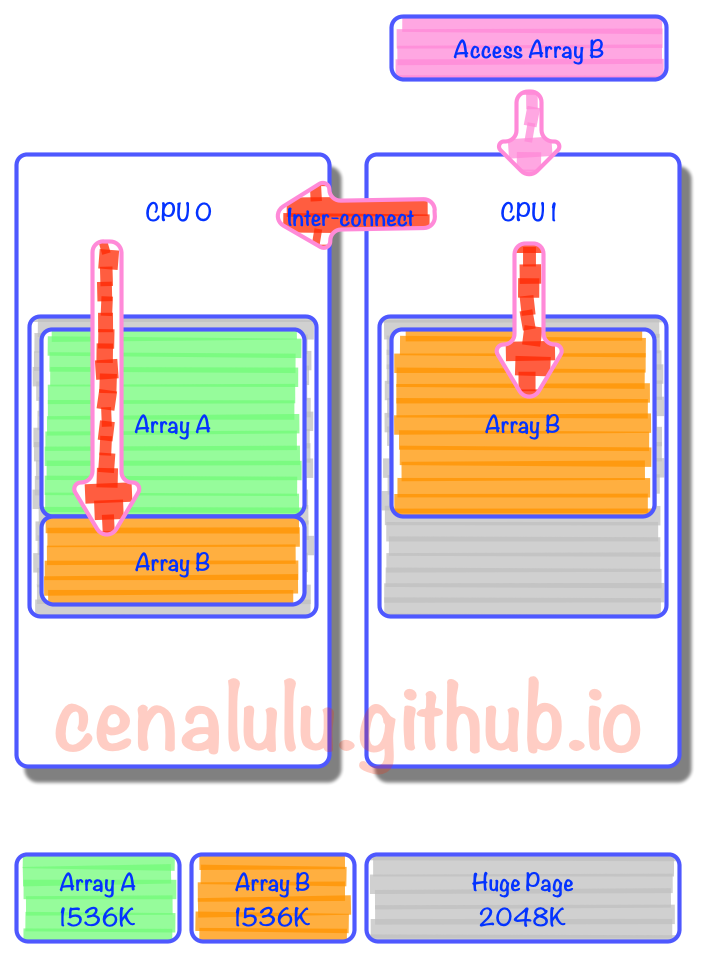 Access Array B
CPU 0
Inter-connect
CPU 1
Array A
Array B
Array B
cenalulu.github.io
Array A
1536K
Array B
1536K
Huge Page
2048K